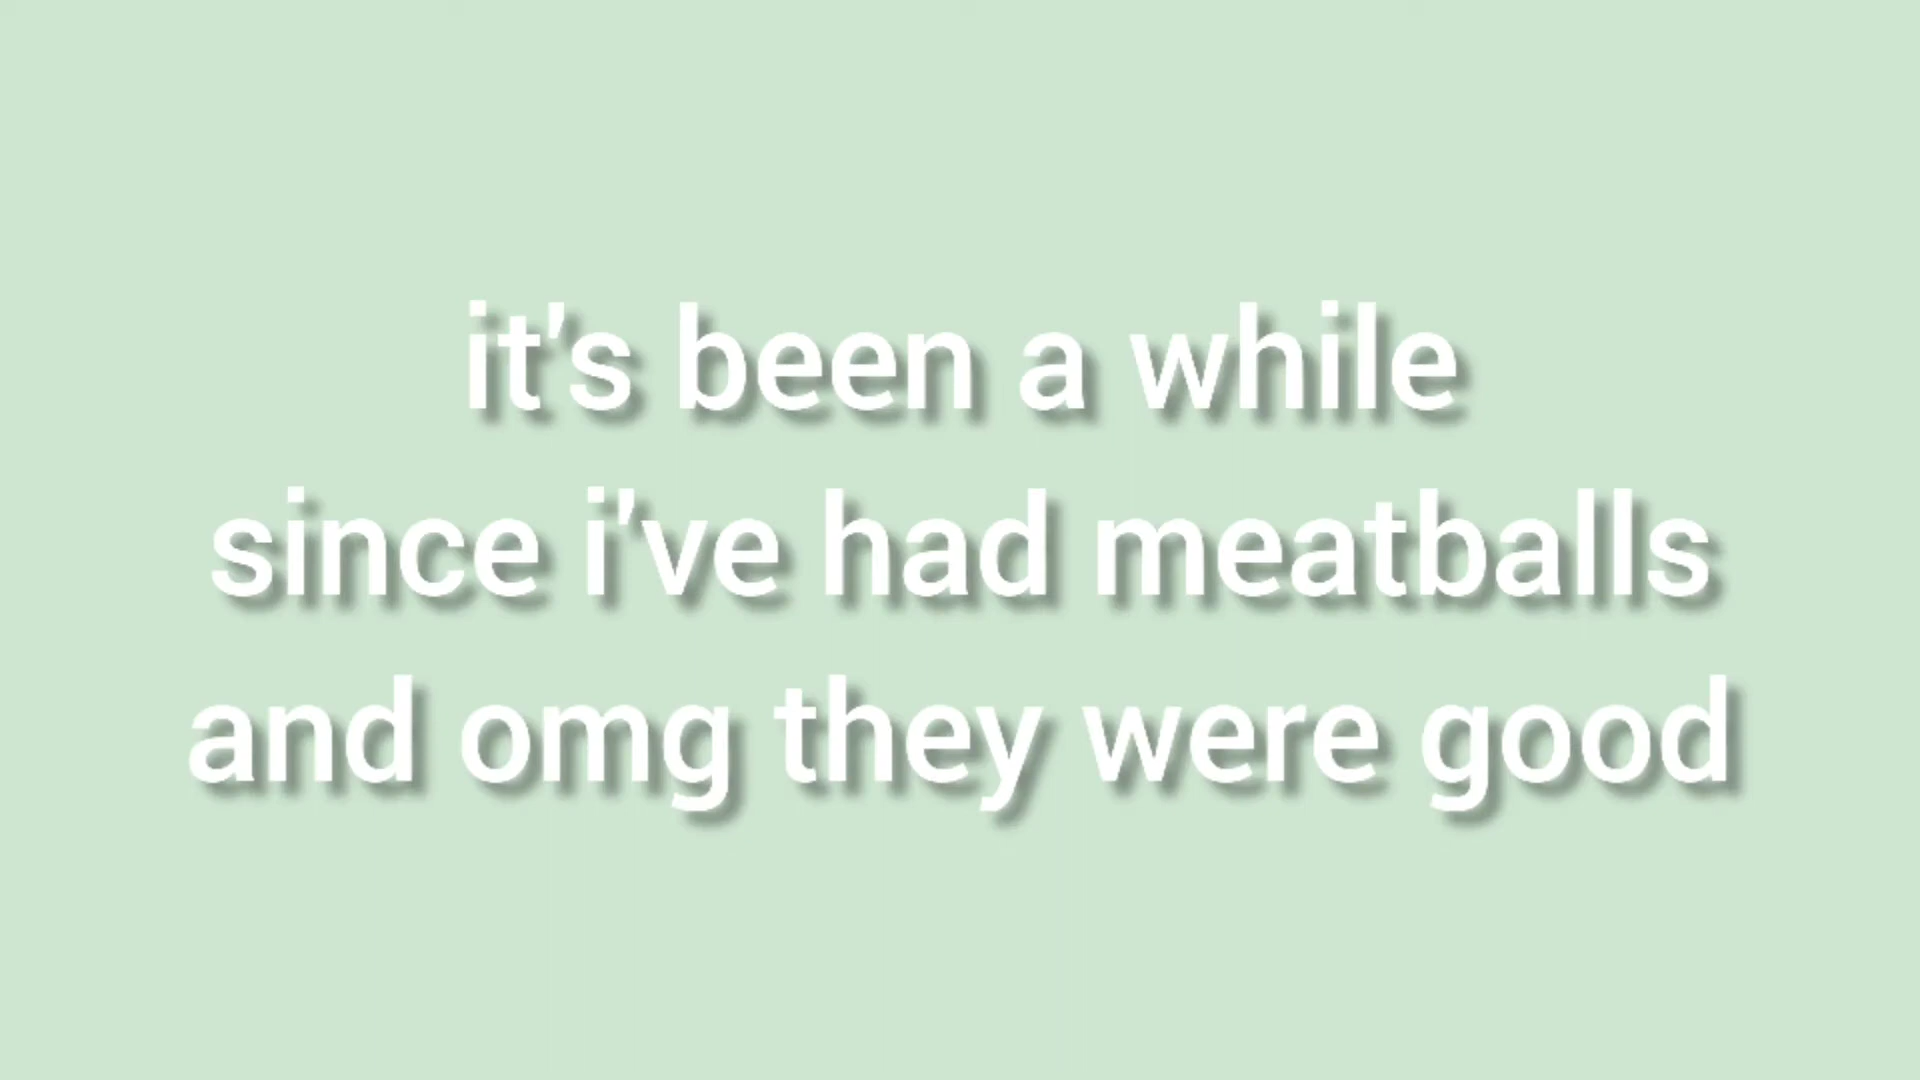 it's been a while
since i've had meatballs
and omg they were good